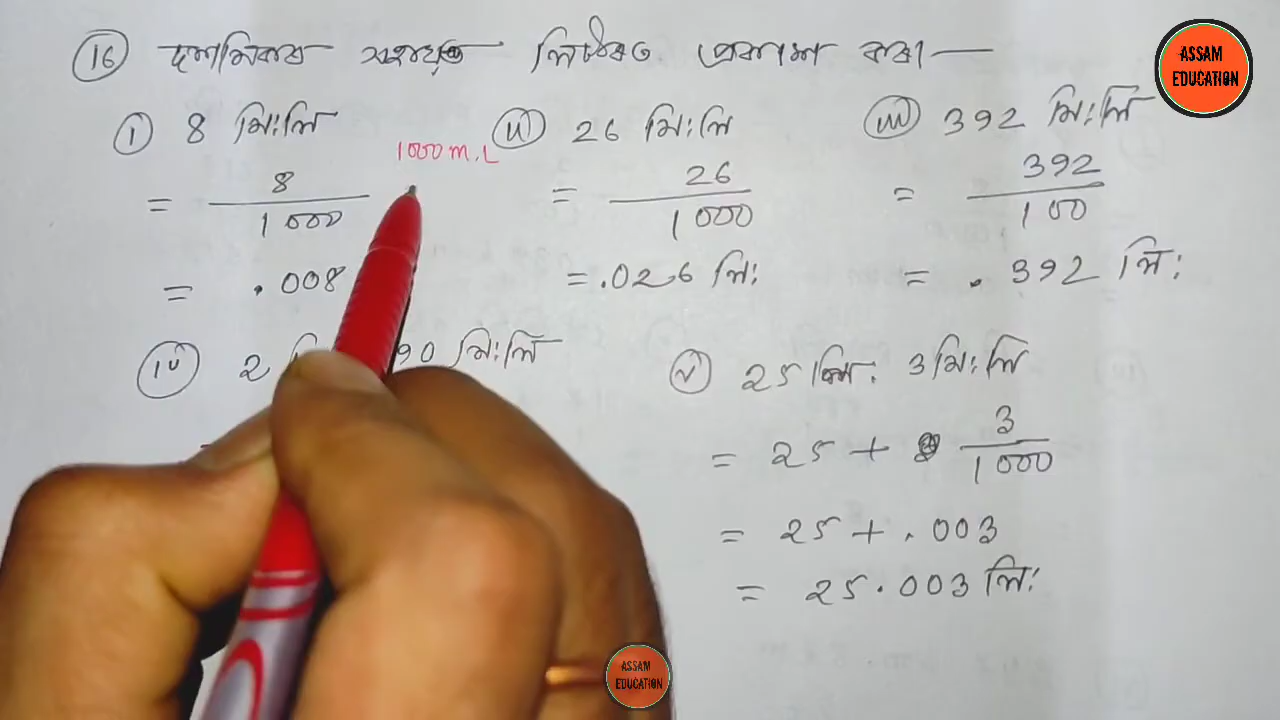 16 দশমিকৰ সহায়ত লিটাৰত প্ৰকাশ কৰা—
i 8 মি:লি
1000 m.L
= 8/1000
= .008
ii 26 মি:লি
= 26/1000
= .026 লি:
iii 392 মি:লি
= 392/100
= .392 লি:
iv 2 90 মি:লি
v 25 লি: 3 মি:লি
= 25 + 3/1000
= 25 + .003
= 25.003 লি:
ASSAM
EDUCATION
ASSAM
EDUCATION